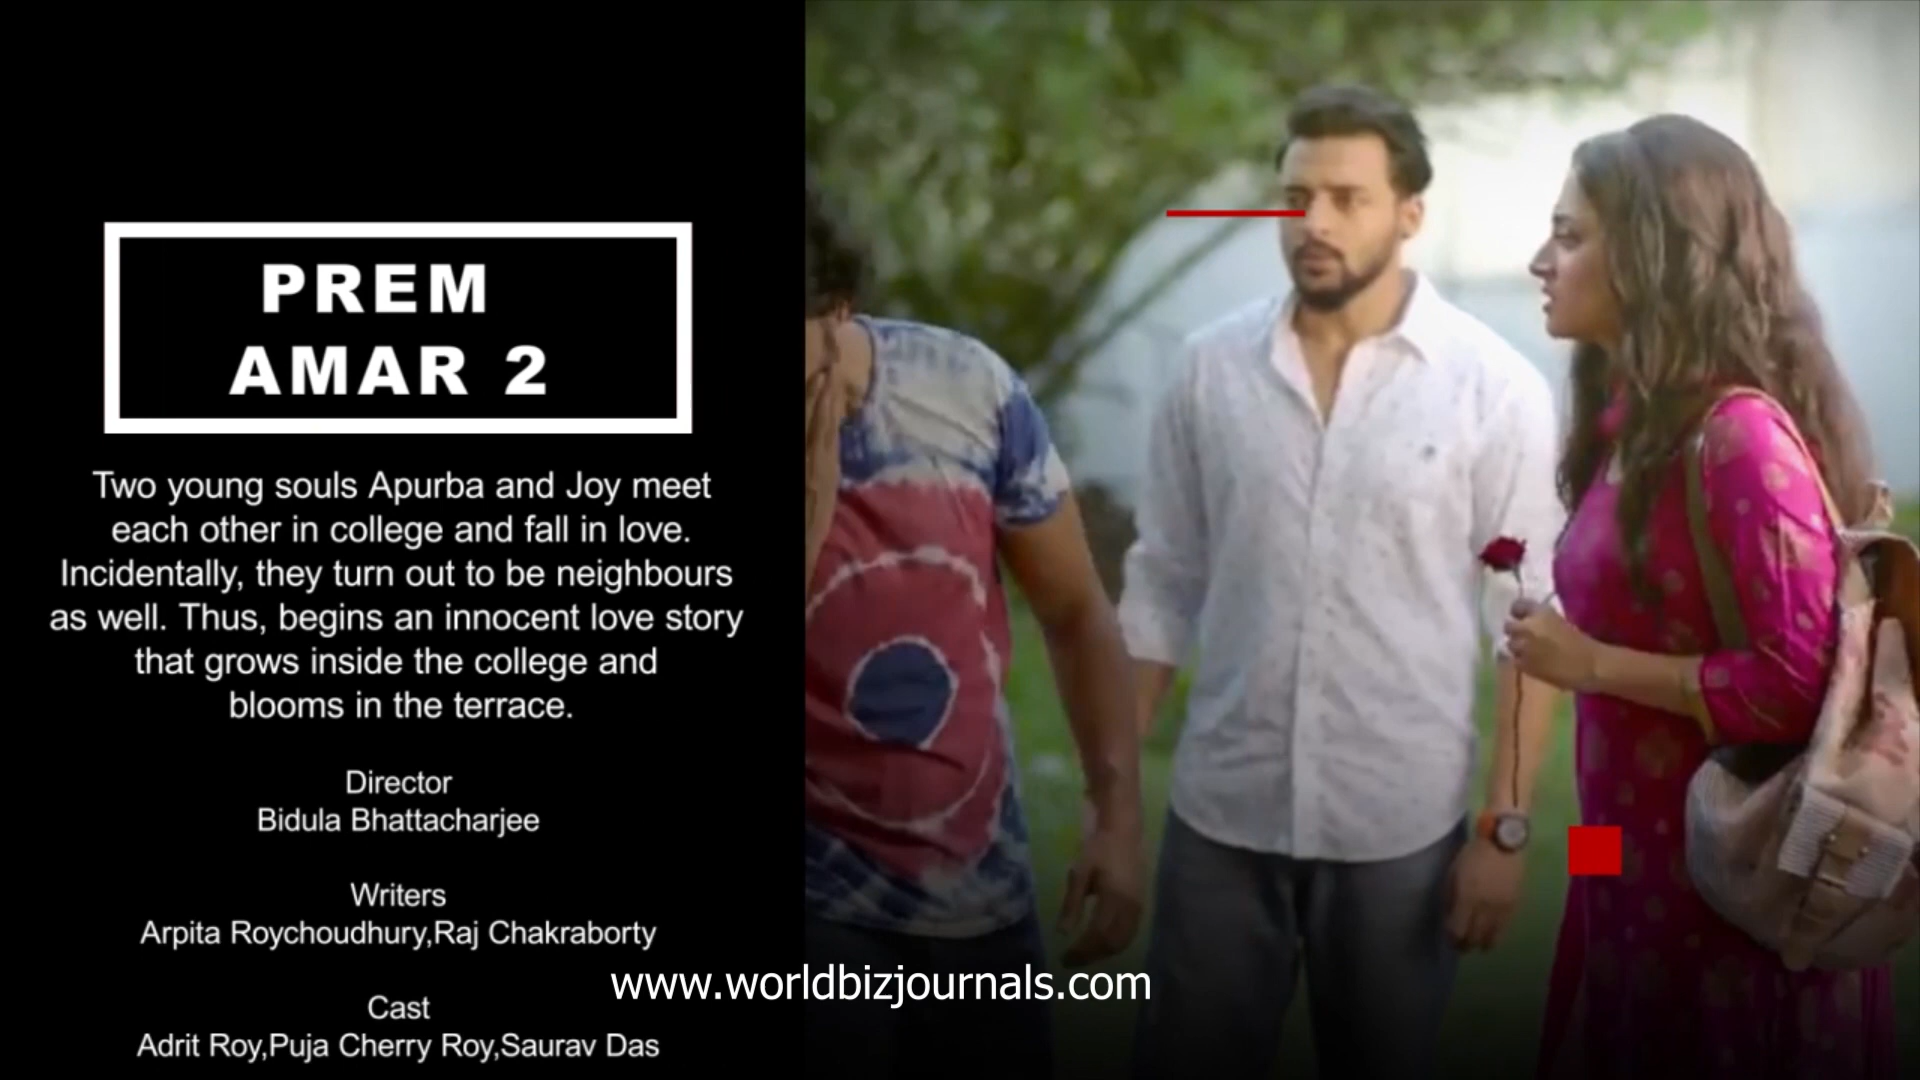 PREM
AMAR 2
Two young souls Apurba and Joy meet
each other in college and fall in love.
Incidentally, they turn out to be neighbours
as well. Thus, begins an innocent love story
that grows inside the college and
blooms in the terrace.
Director
Bidula Bhattacharjee
Writers
Arpita Roychoudhury,Raj Chakraborty
www.worldbizjournals.com
Cast
Adrit Roy,Puja Cherry Roy,Saurav Das